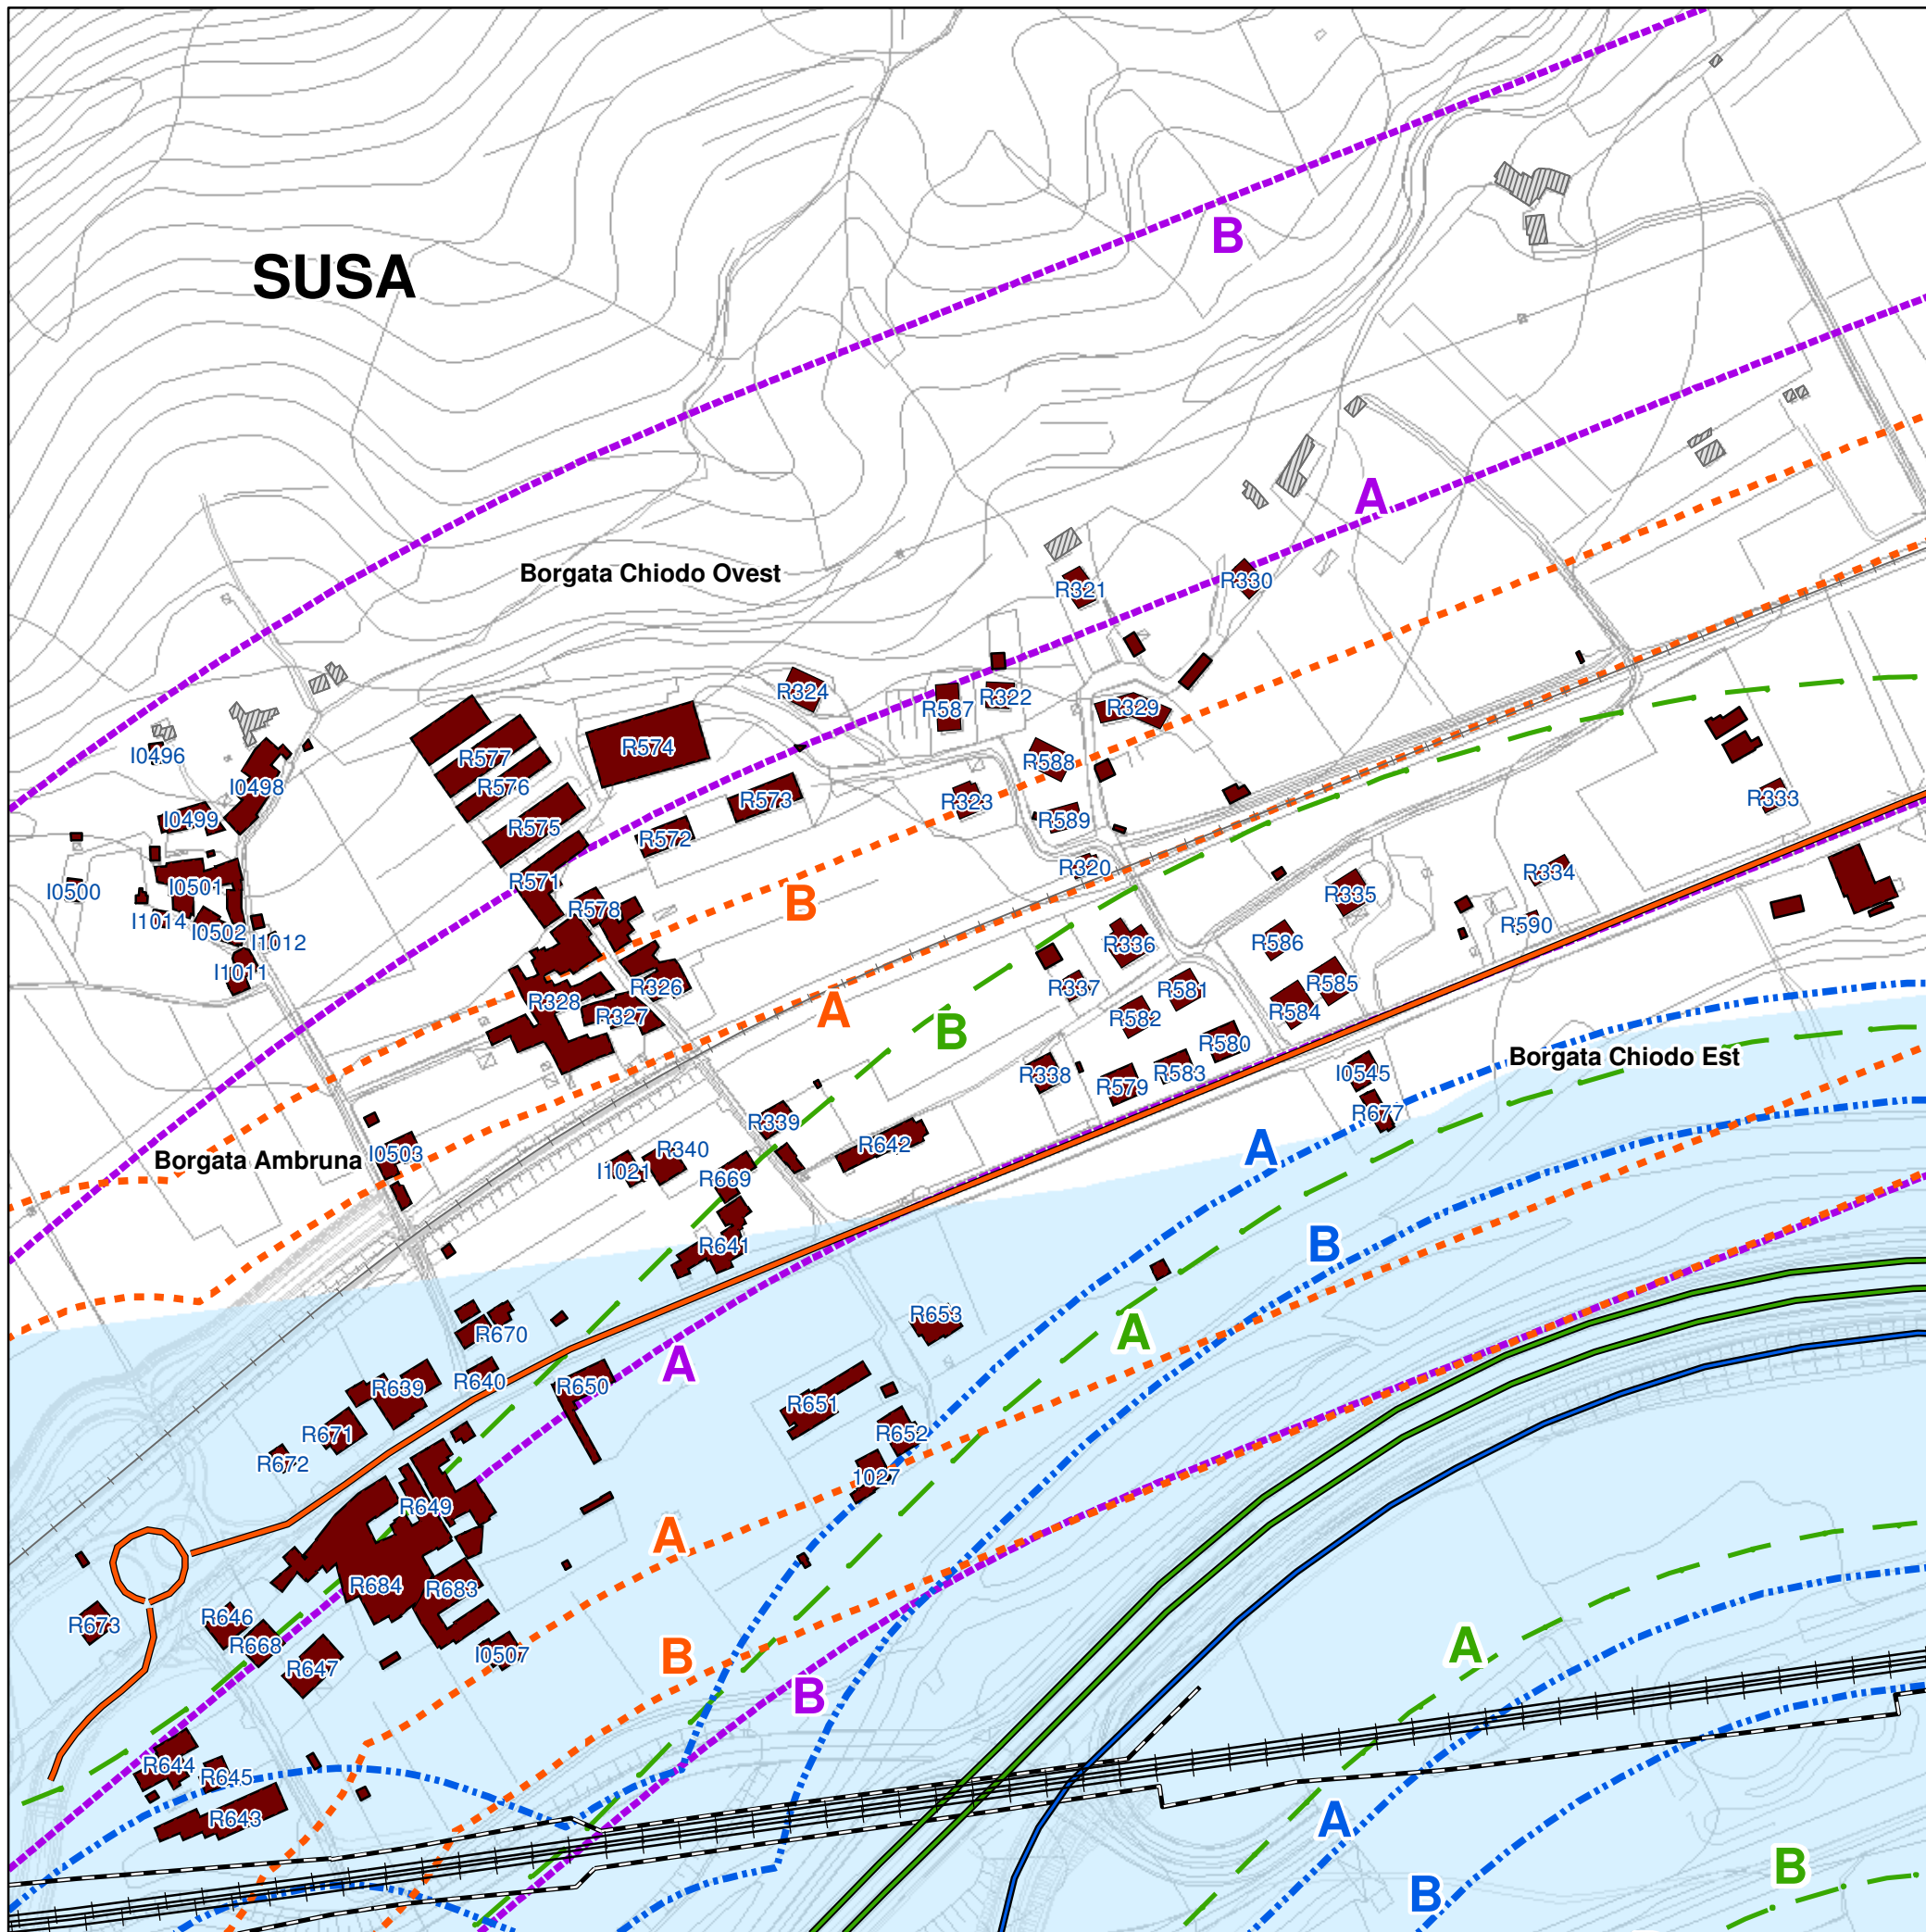 B
SUSA
A
Borgata Chiodo Ovest
R321
R330
R324
R587
R322
R329
I0496
R577
R574
R588
I0498
R576
R573
R323
R333
I0499
R575
R572
R589
R320
R334
I0500
I0501
R571
R335
B
R578
I1014
I0502
R590
I1012
R336
R586
I1011
R326
R337
R581
R585
R328
R327
A
R582
R584
B
R580
Borgata Chiodo Est
R338
R583
I0545
R579
R339
R677
Borgata Ambruna
I0503
R340
R642
A
I1021
R669
R641
B
R653
R670
A
A
R640
R639
R650
R651
R671
R652
R672
1027
R649
A
R684
R683
R646
R673
R668
A
I0507
B
R647
B
R644
R645
R643
A
B
B